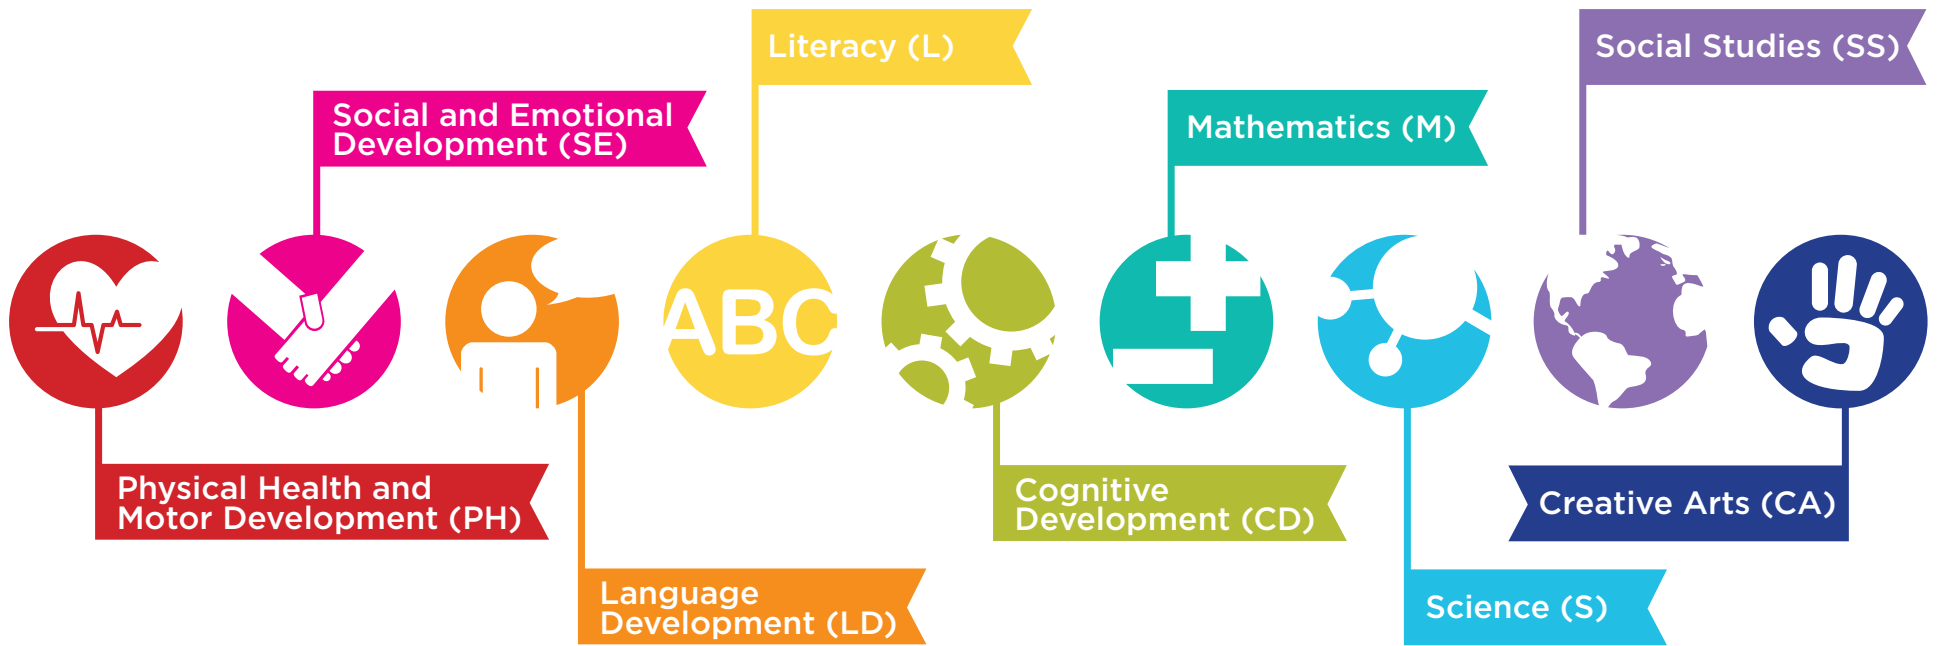 Literacy (L)
Social Studies (SS)
Social and Emotional
Development (SE)
Mathematics (M)
ABC
Physical Health and
Motor Development (PH)
Cognitive
Development (CD)
Creative Arts (CA)
Language
Development (LD)
Science (S)